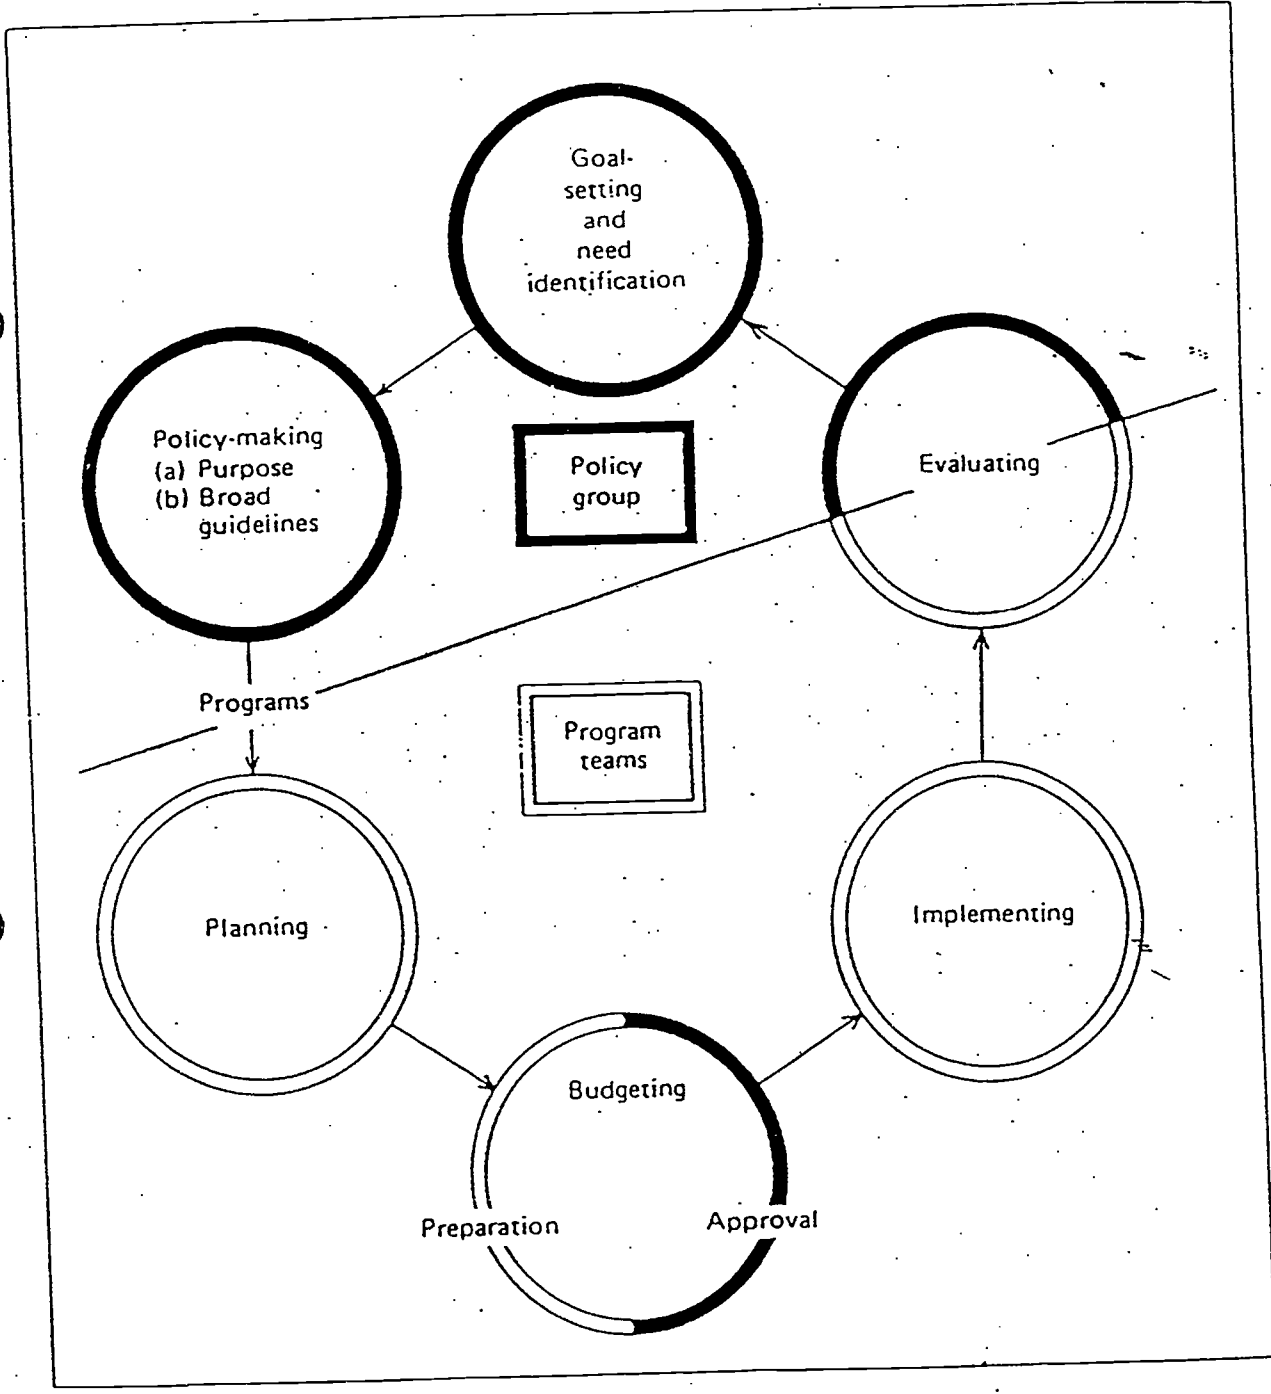 Goal-
setting
and
need
identification
Policy-making
(a) Purpose
(b) Broad
guidelines
Policy
group
Evaluating
Programs
Program
teams
Planning
Implementing
Budgeting
Preparation
Approval